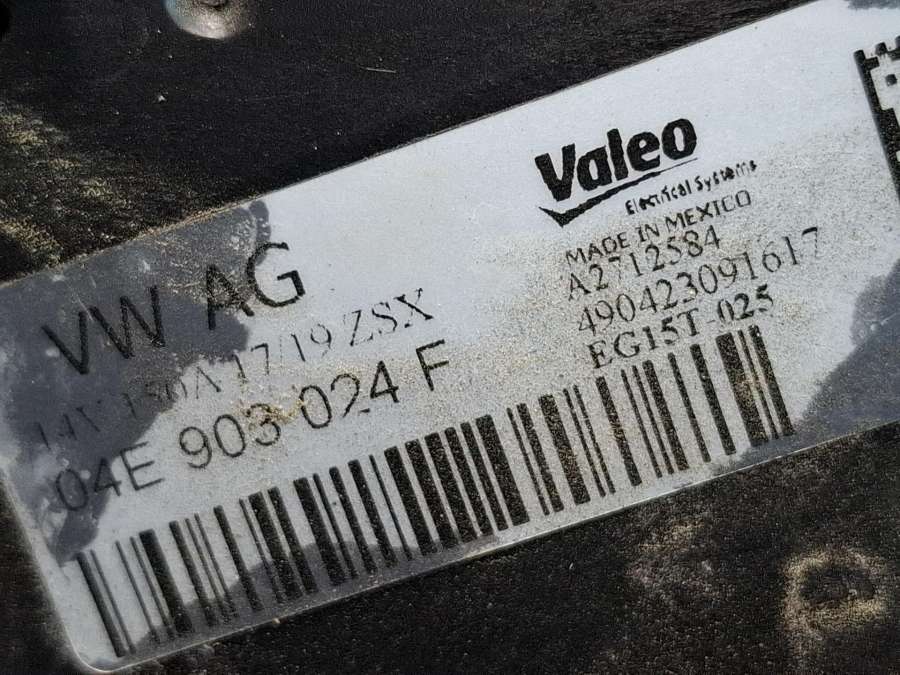 VW AG
14V 150A 17/19 ZSX
04E 903 024 F
Valeo
Electrical Systems
MADE IN MEXICO
A2712584
490423091617
EG15T-025